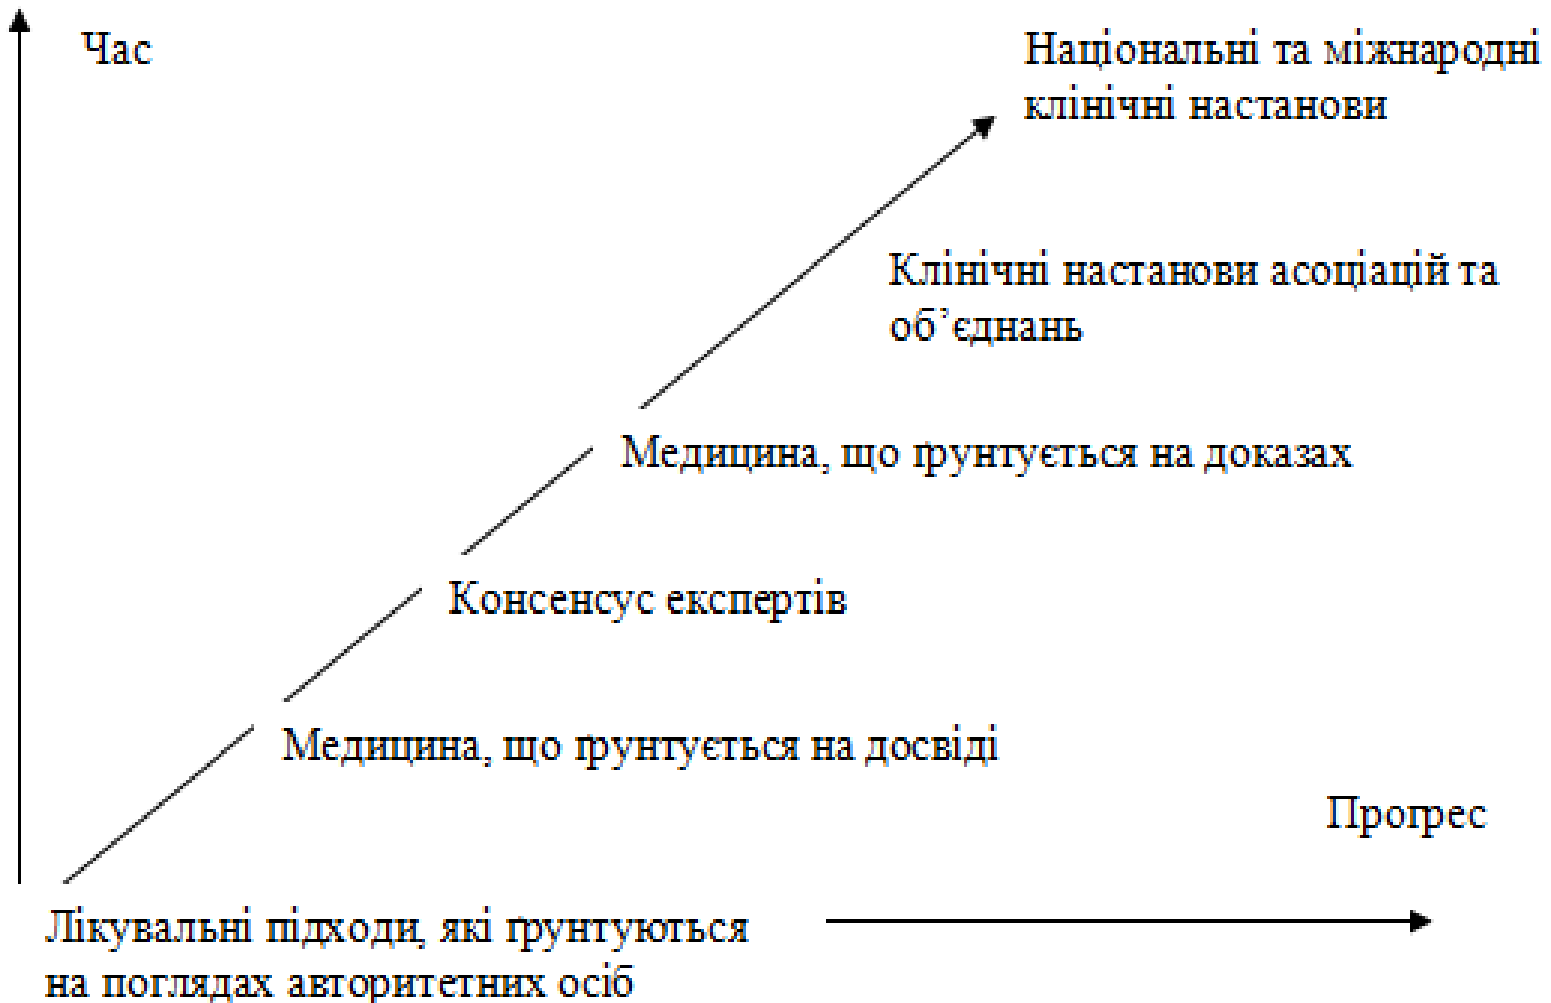 Час
Національні та міжнародні
клінічні настанови
Клінічні настанови асоціацій та
об’єднань
Медицина, що ґрунтується на доказах
Консенсус експертів
Медицина, що ґрунтується на досвіді
Прогрес
Лікувальні підходи, які ґрунтуються
на поглядах авторитетних осіб